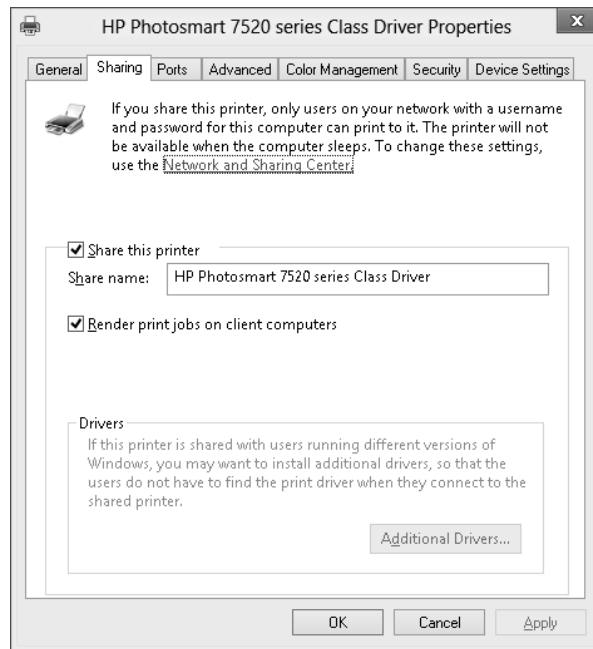 HP Photosmart 7520 series Class Driver Properties
x
General Sharing Ports Advanced Color Management Security Device Settings
If you share this printer, only users on your network with a username
and password for this computer can print to it. The printer will not
be available when the computer sleeps. To change these settings,
use the Network and Sharing Center.
Share this printer
Share name: HP Photosmart 7520 series Class Driver
Render print jobs on client computers
Drivers
If this printer is shared with users running different versions of
Windows, you may want to install additional drivers, so that the
users do not have to find the print driver when they connect to the
shared printer.
Additional Drivers...
OK Cancel Apply